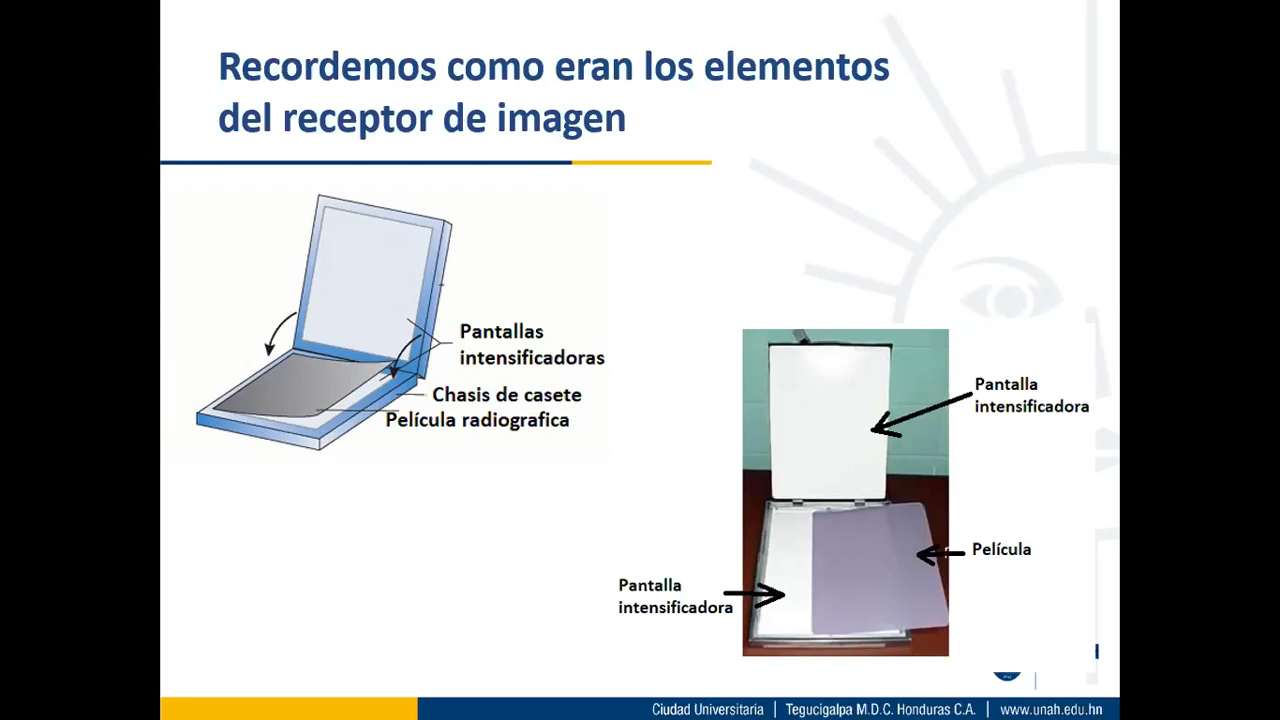 Recordemos como eran los elementos
del receptor de imagen
Pantallas
intensificadoras
Chasis de casete
Película radiografica
Pantalla
intensificadora
Película
Pantalla
intensificadora
Ciudad Universitaria | Tegucigalpa M.D.C. Honduras C.A. | www.unah.edu.hn